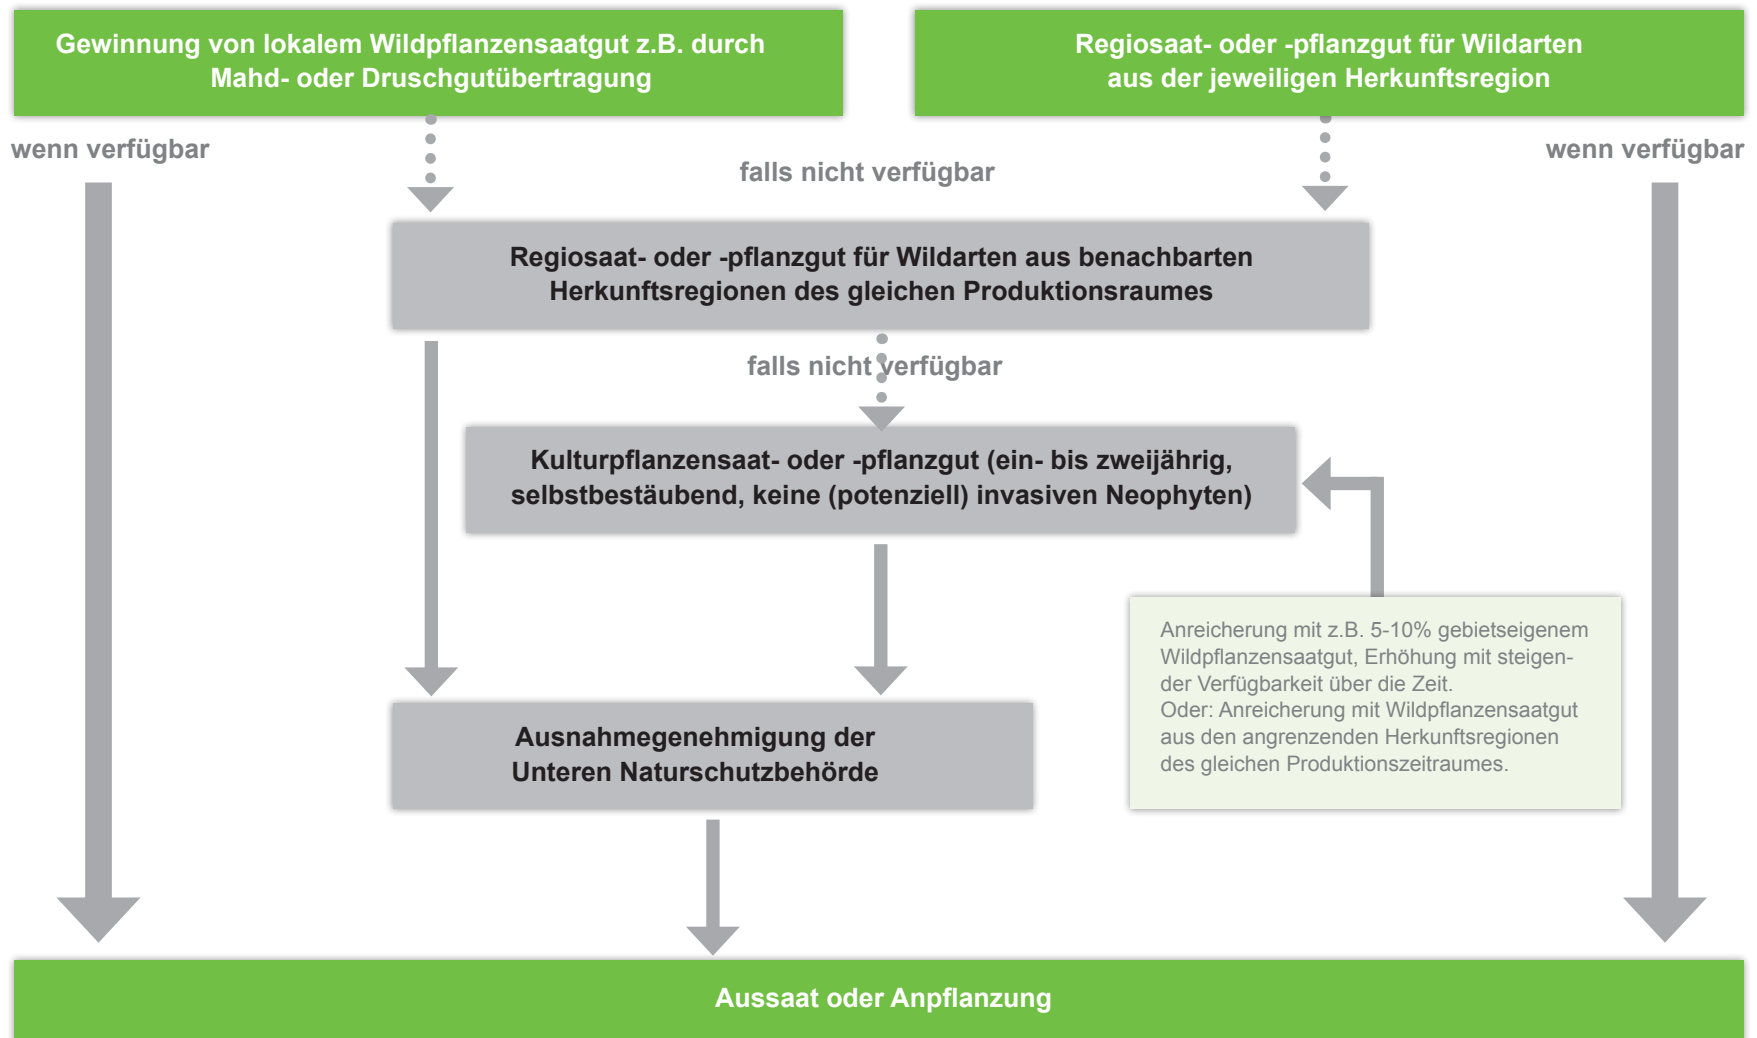 Gewinnung von lokalem Wildpflanzensaatgut z.B. durch
Mahd- oder Druschgutübertragung
Regiosaat- oder -pflanzgut für Wildarten
aus der jeweiligen Herkunftsregion
wenn verfügbar
falls nicht verfügbar
wenn verfügbar
Regiosaat- oder -pflanzgut für Wildarten aus benachbarten
Herkunftsregionen des gleichen Produktionsraumes
falls nicht verfügbar
Kulturpflanzensaat- oder -pflanzgut (ein- bis zweijährig,
selbstbestäubend, keine (potenziell) invasiven Neophyten)
Anreicherung mit z.B. 5-10% gebietseigenem
Wildpflanzensaatgut, Erhöhung mit steigen-
der Verfügbarkeit über die Zeit.
Oder: Anreicherung mit Wildpflanzensaatgut
aus den angrenzenden Herkunftsregionen
des gleichen Produktionszeitraumes.
Ausnahmegenehmigung der
Unteren Naturschutzbehörde
Aussaat oder Anpflanzung